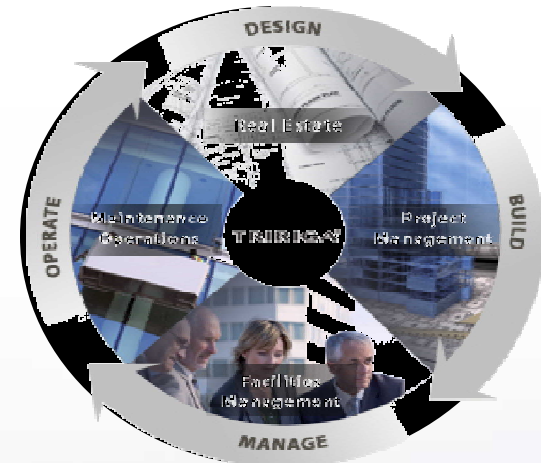 DESIGN
Real Estate
BUILD
Project
Management
MANAGE
Facilities
Management
OPERATE
Maintenance
Operations
TRIRIGA